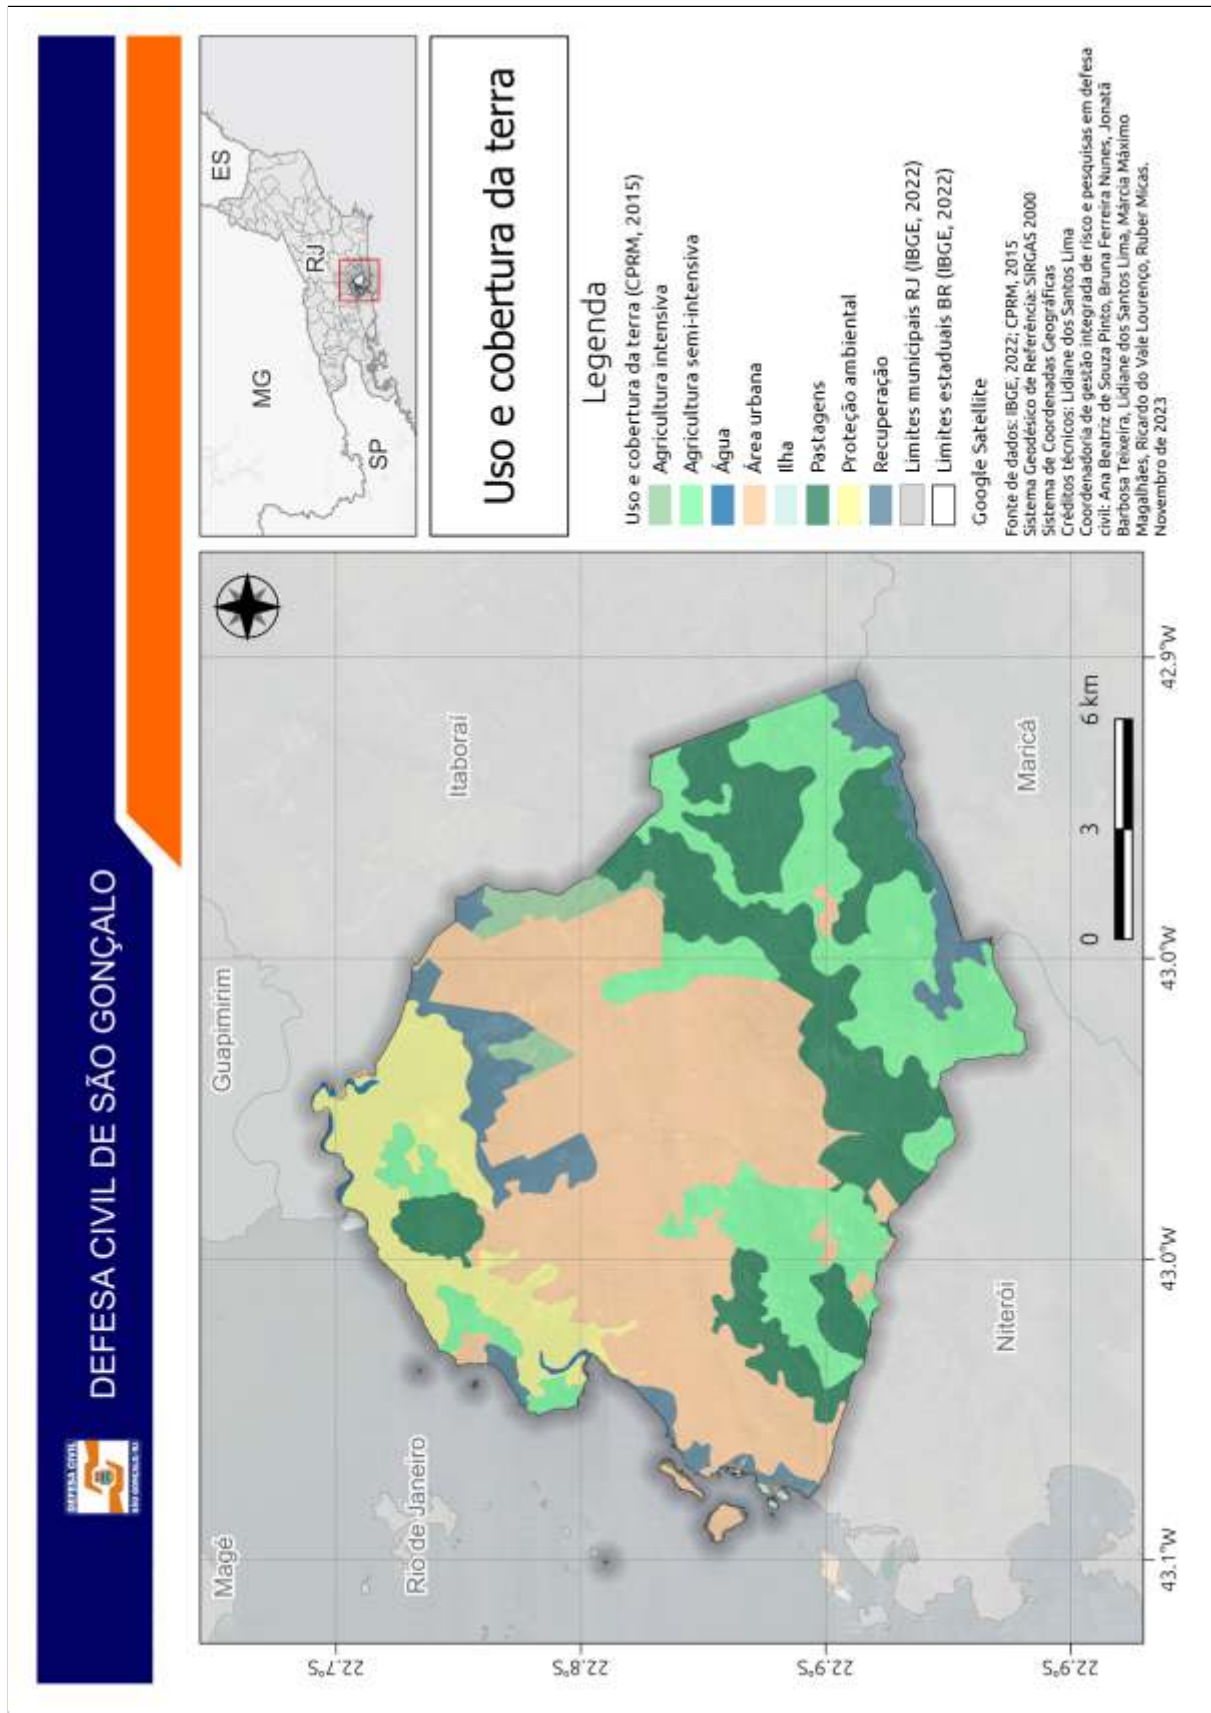 DEFESA CIVIL
SÃO GONÇALO/RJ
DEFESA CIVIL DE SÃO GONÇALO
Magé
Guapimirim
Rio de Janeiro
Itaboraí
Niterói
Maricá
0 3 6 km
22.7°S
22.8°S
22.9°S
22.9°S
43.1°W
43.0°W
43.0°W
42.9°W
MG
ES
RJ
SP
Uso e cobertura da terra
Legenda
Uso e cobertura da terra (CPRM, 2015)
Agricultura intensiva
Agricultura semi-intensiva
Água
Área urbana
Ilha
Pastagens
Proteção ambiental
Recuperação
Limites municipais RJ (IBGE, 2022)
Limites estaduais BR (IBGE, 2022)
Google Satellite
Fonte de dados: IBGE, 2022; CPRM, 2015
Sistema Geodésico de Referência: SIRGAS 2000
Sistema de Coordenadas Geográficas
Créditos técnicos: Lidiane dos Santos Lima
Coordenadoria de gestão integrada de risco e pesquisas em defesa
civil: Ana Beatriz de Souza Pinto, Bruna Ferreira Nunes, Jonatã
Barbosa Teixeira, Lidiane dos Santos Lima, Márcia Máximo
Magalhães, Ricardo do Vale Lourenço, Ruber Micas.
Novembro de 2023